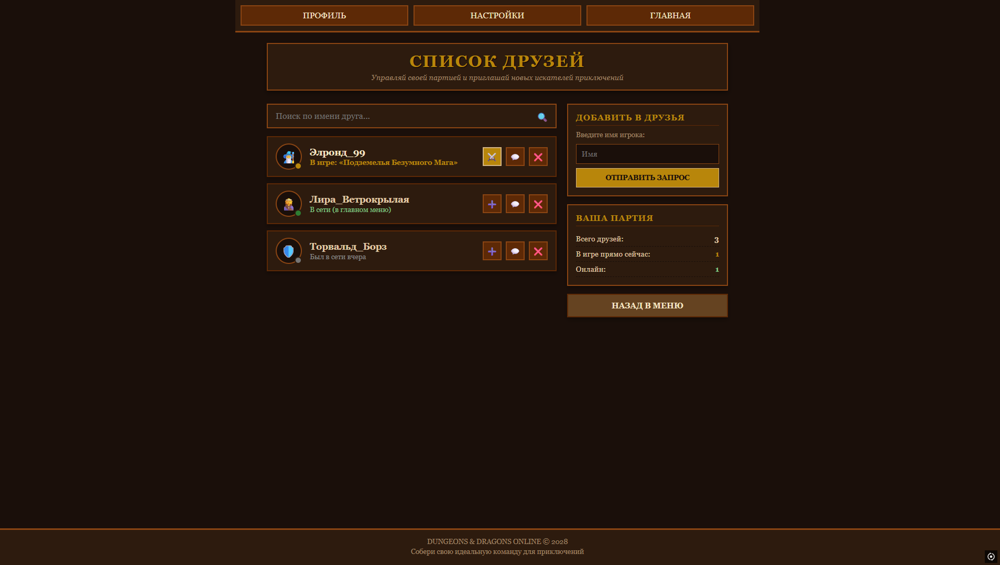 ПРОФИЛЬ
НАСТРОЙКИ
ГЛАВНАЯ
СПИСОК ДРУЗЕЙ
Управляй своей партией и приглашай новых искателей приключений
Поиск по имени друга...
Элронд_99
В игре: «Подземелья Безумного Мага»
Лира_Ветрокрылая
В сети (в главном меню)
Торвальд_Борз
Был в сети вчера
ДОБАВИТЬ В ДРУЗЬЯ
Введите имя игрока:
Имя
ОТПРАВИТЬ ЗАПРОС
ВАША ПАРТИЯ
Всего друзей: 3
В игре прямо сейчас: 1
Онлайн: 1
НАЗАД В МЕНЮ
DUNGEONS & DRAGONS ONLINE © 2028
Собери свою идеальную команду для приключений